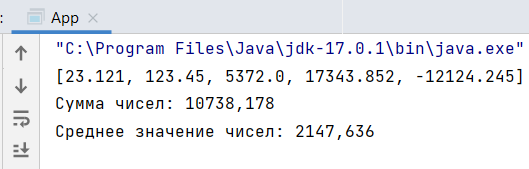 : App ×
"C:\Program Files\Java\jdk-17.0.1\bin\java.exe"
[23.121, 123.45, 5372.0, 17343.852, -12124.245]
Сумма чисел: 10738,178
Среднее значение чисел: 2147,636